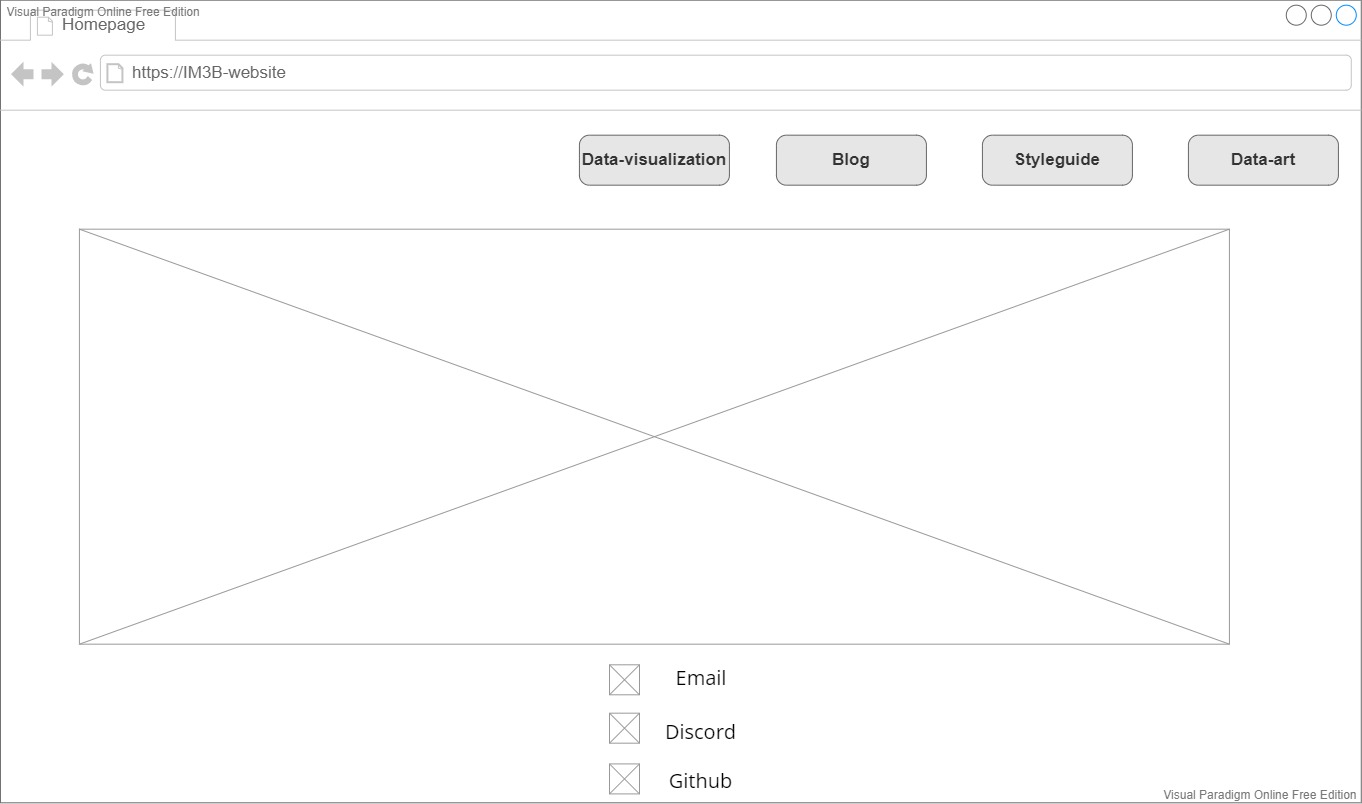 Visual Paradigm Online Free Edition
Homepage
https://IM3B-website
Data-visualization
Blog
Styleguide
Data-art
Email
Discord
Github
Visual Paradigm Online Free Edition